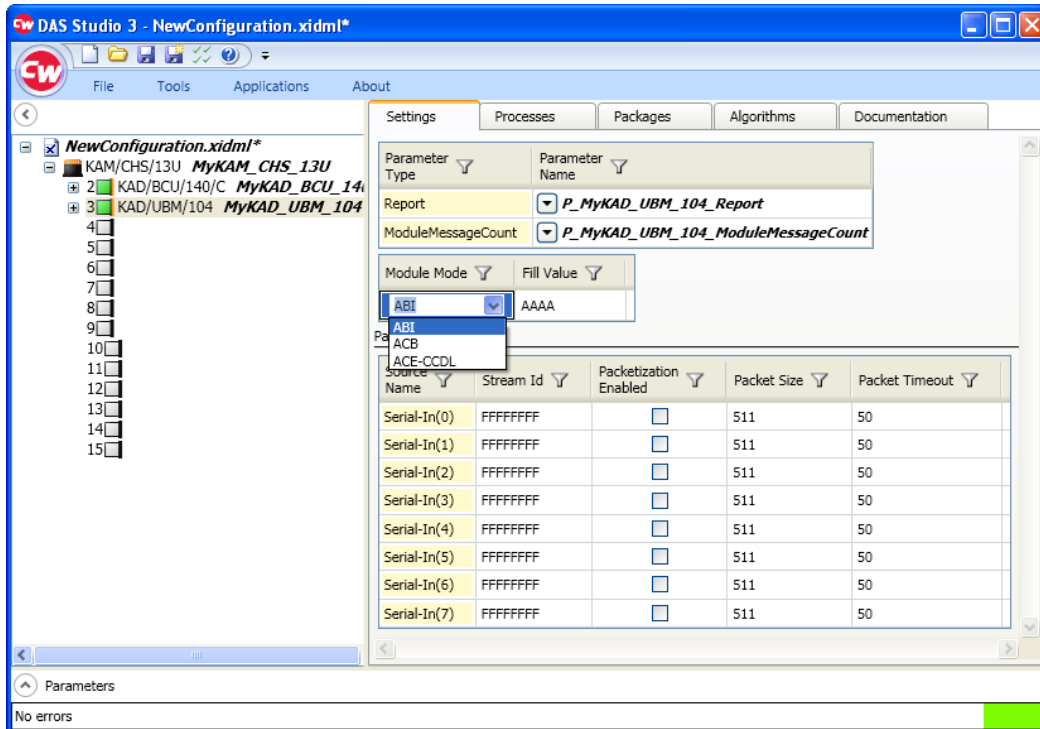 DAS Studio 3 - NewConfiguration.xidml*
File Tools Applications About
Settings Processes Packages Algorithms Documentation
NewConfiguration.xidml*
KAM/CHS/13U MyKAM_CHS_13U
2 KAD/BCU/140/C MyKAD_BCU_14
3 KAD/UBM/104 MyKAD_UBM_104
4
5
6
7
8
9
10
11
12
13
14
15
Parameter Type Parameter Name
Report P_MyKAD_UBM_104_Report
ModuleMessageCount P_MyKAD_UBM_104_ModuleMessageCount
Module Mode Fill Value
ABI AAAA
ABI
ACB
ACE-CCDL
Source Name Stream Id Packetization Enabled Packet Size Packet Timeout
Serial-In(0) FFFFFFFF 511 50
Serial-In(1) FFFFFFFF 511 50
Serial-In(2) FFFFFFFF 511 50
Serial-In(3) FFFFFFFF 511 50
Serial-In(4) FFFFFFFF 511 50
Serial-In(5) FFFFFFFF 511 50
Serial-In(6) FFFFFFFF 511 50
Serial-In(7) FFFFFFFF 511 50
Parameters
No errors